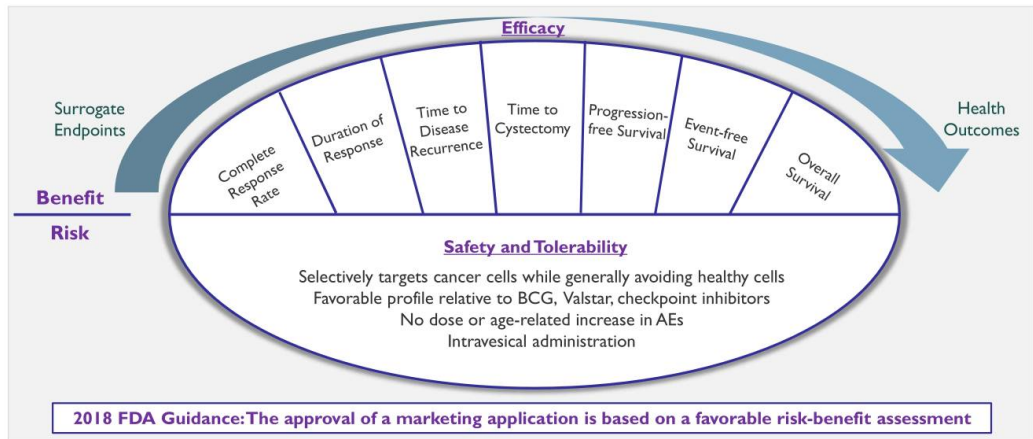 Efficacy
Surrogate
Endpoints
Complete
Response
Rate
Duration of
Response
Time to
Disease
Recurrence
Time to
Cystectomy
Progression-
free Survival
Event-free
Survival
Overall
Survival
Health
Outcomes
Benefit
Risk
Safety and Tolerability
Selectively targets cancer cells while generally avoiding healthy cells
Favorable profile relative to BCG, Valstar, checkpoint inhibitors
No dose or age-related increase in AEs
Intravesical administration
2018 FDA Guidance: The approval of a marketing application is based on a favorable risk-benefit assessment